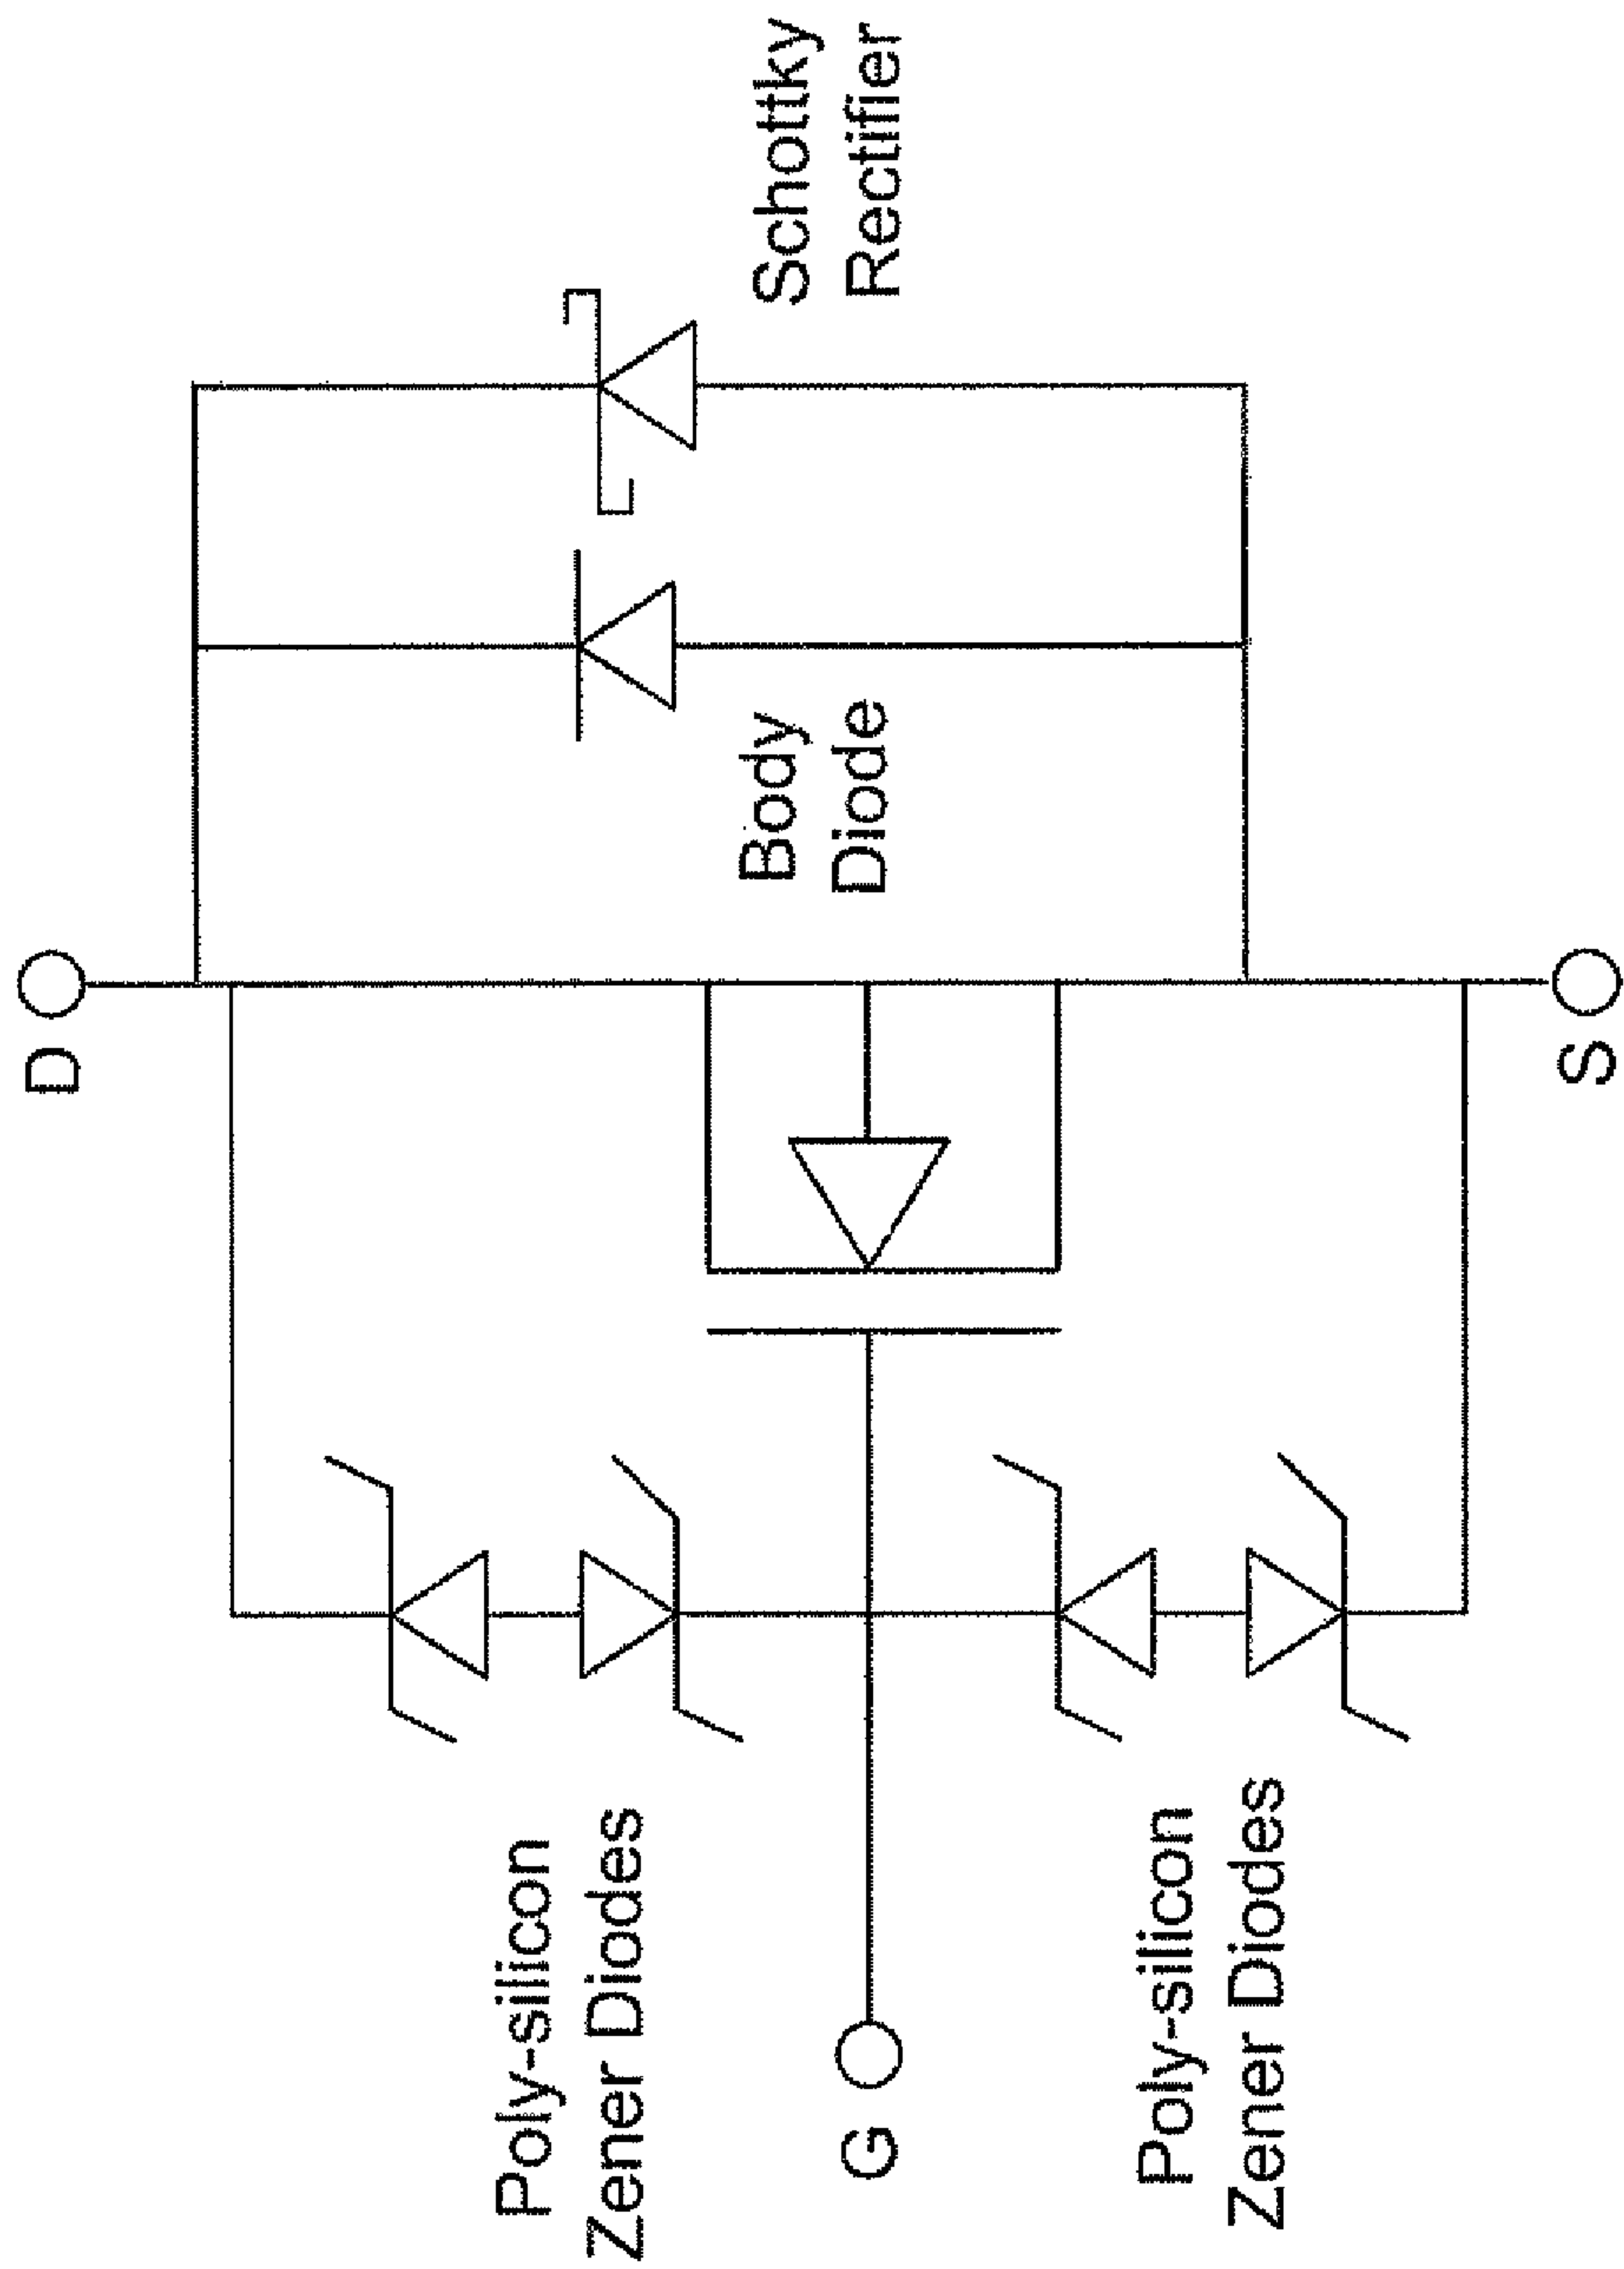 D
Schottky
Rectifier
Body
Diode
S
Poly-silicon
Zener Diodes
G
Poly-silicon
Zener Diodes